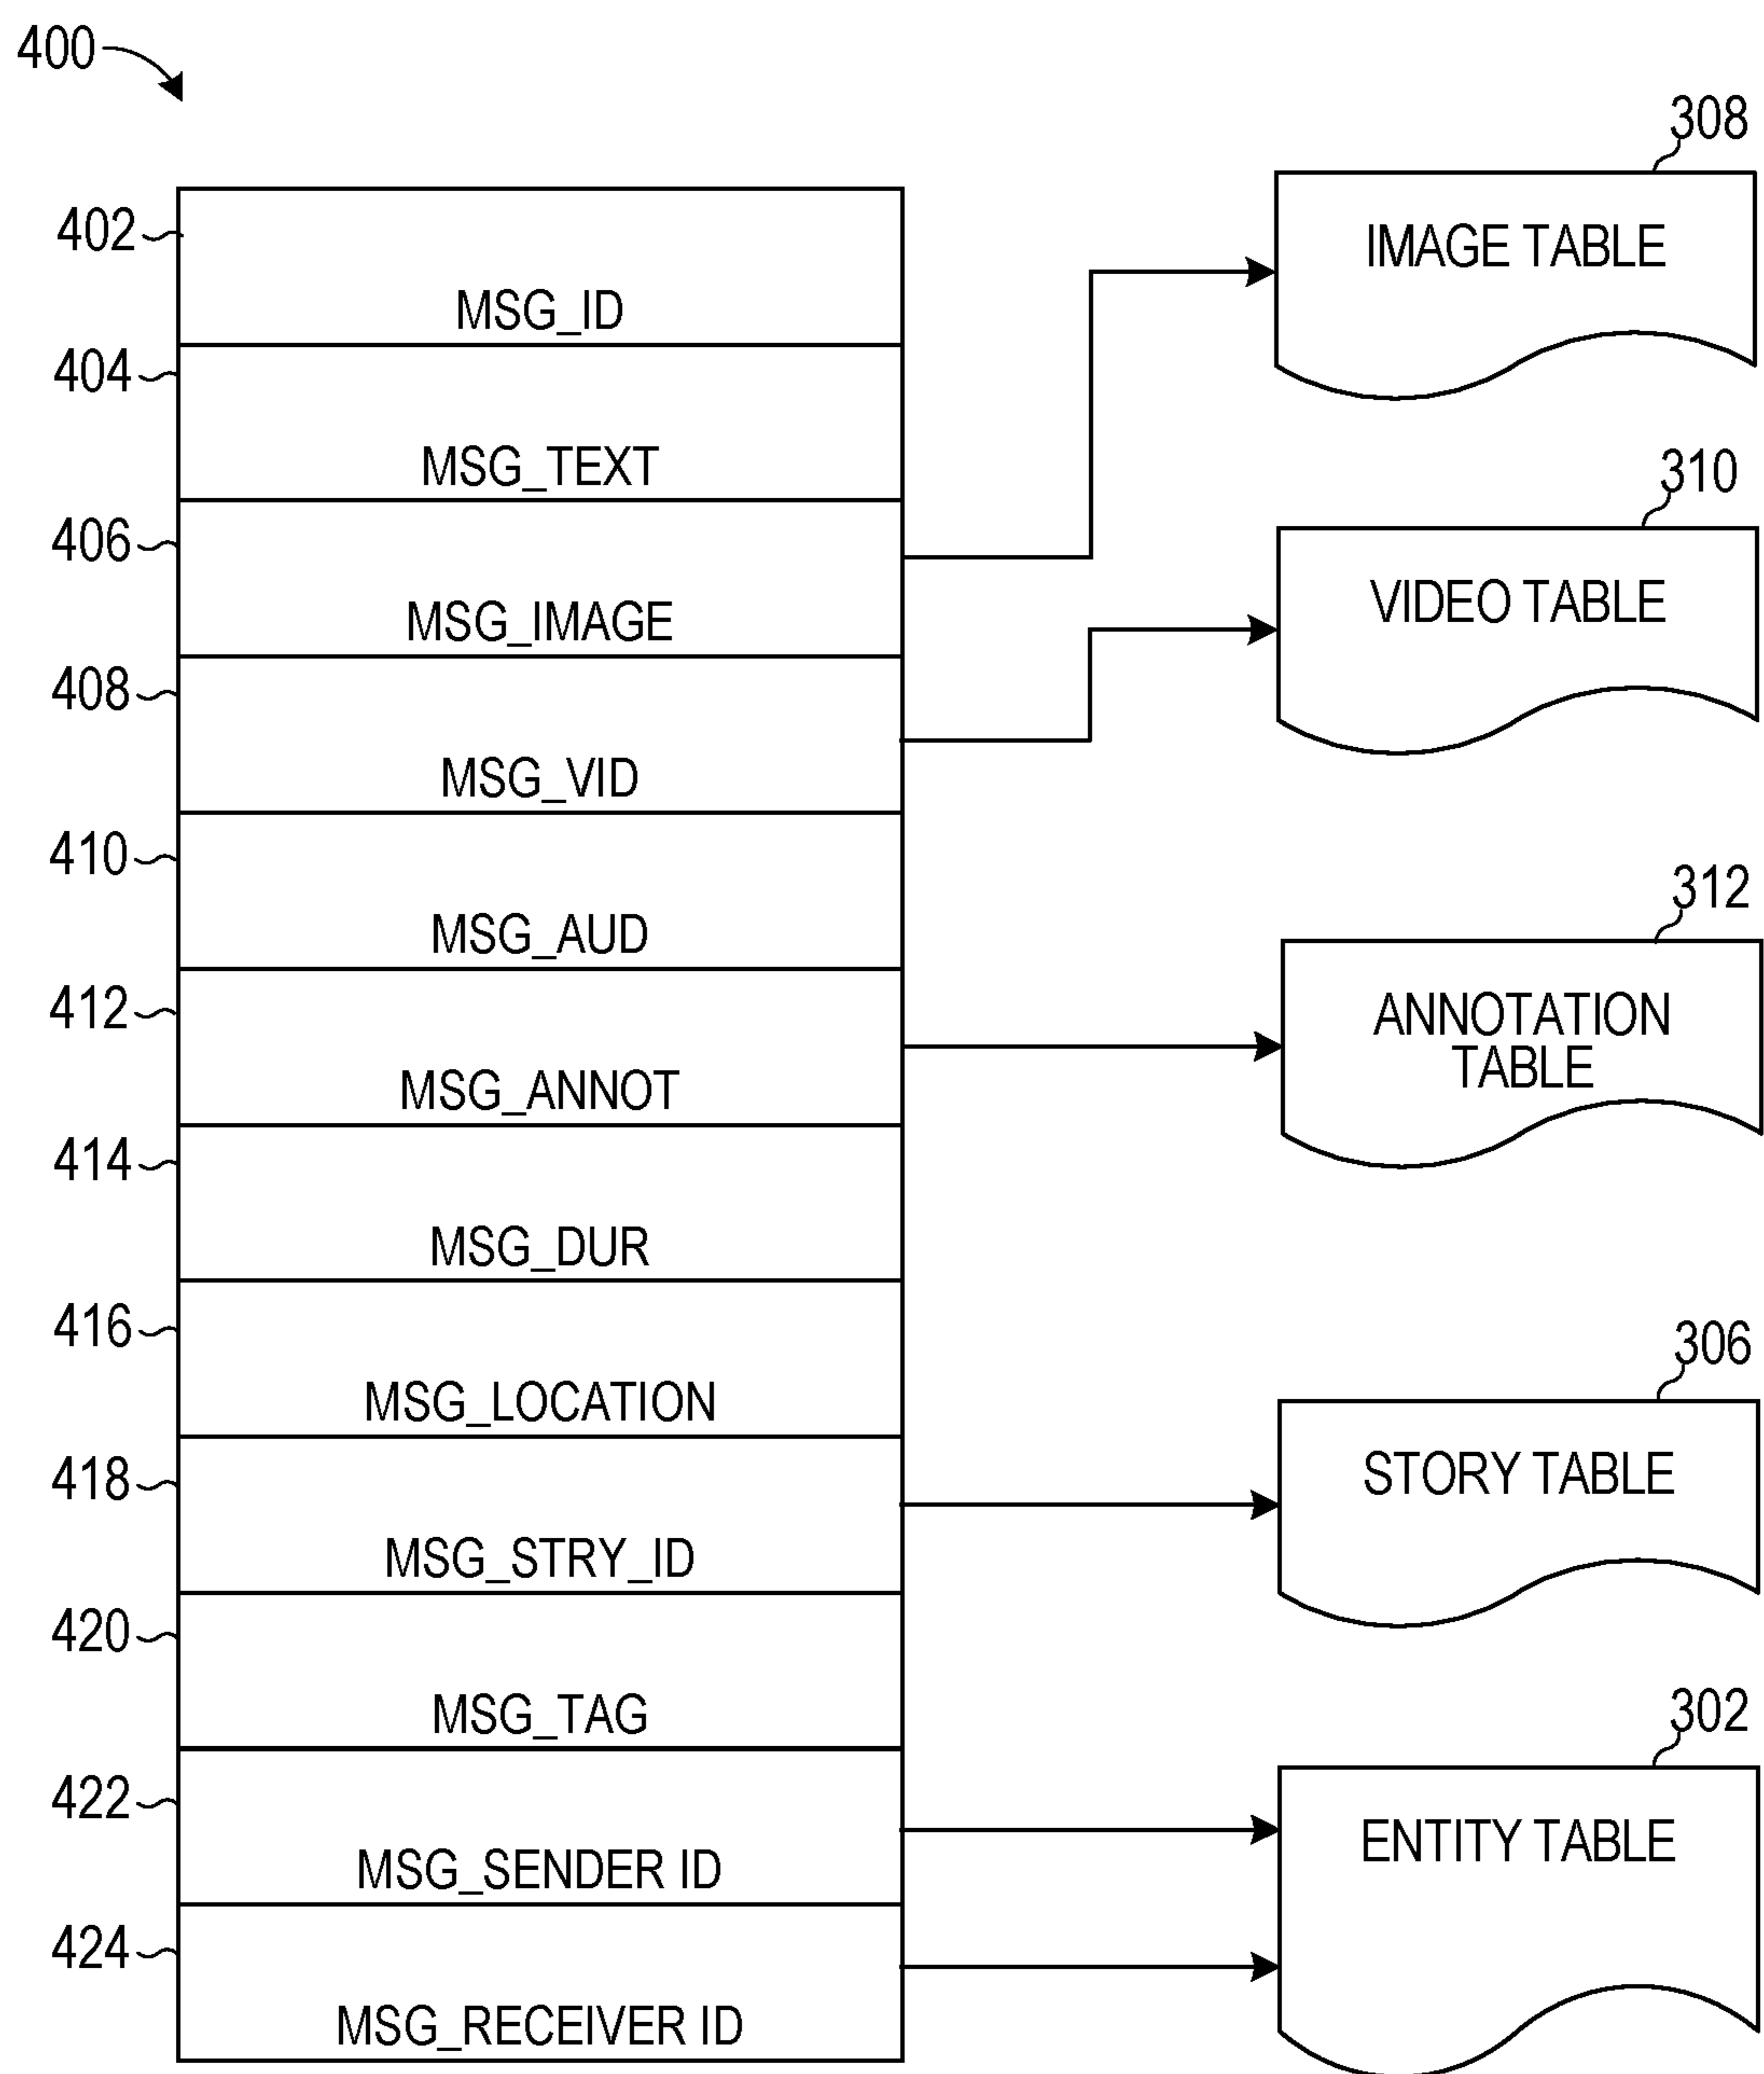 400
402
MSG_ID
404
MSG_TEXT
406
MSG_IMAGE
408
MSG_VID
410
MSG_AUD
412
MSG_ANNOT
414
MSG_DUR
416
MSG_LOCATION
418
MSG_STRY_ID
420
MSG_TAG
422
MSG_SENDER ID
424
MSG_RECEIVER ID
308
IMAGE TABLE
310
VIDEO TABLE
312
ANNOTATION
TABLE
306
STORY TABLE
302
ENTITY TABLE